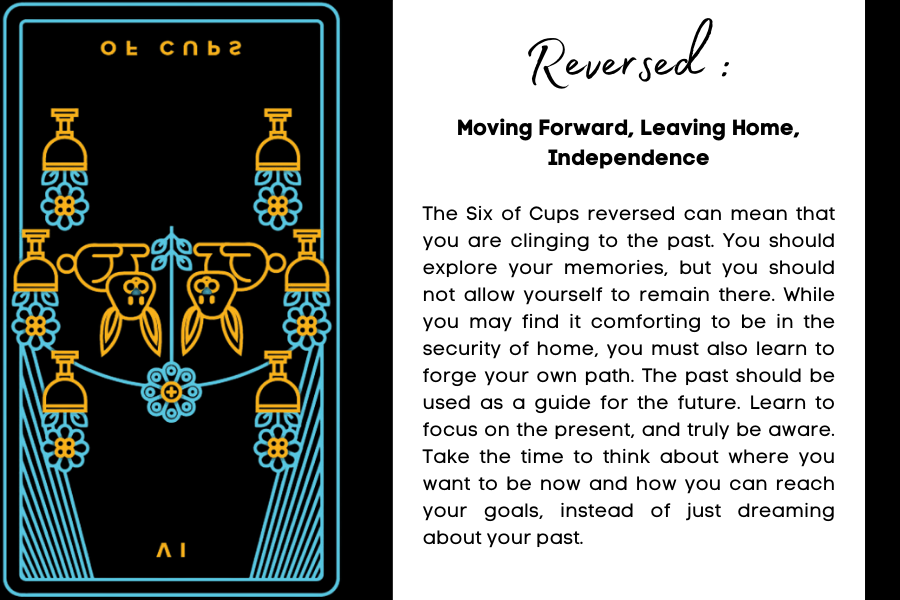 OF CUPS
VI
Reversed :
Moving Forward, Leaving Home,
Independence
The Six of Cups reversed can mean that
you are clinging to the past. You should
explore your memories, but you should
not allow yourself to remain there. While
you may find it comforting to be in the
security of home, you must also learn to
forge your own path. The past should be
used as a guide for the future. Learn to
focus on the present, and truly be aware.
Take the time to think about where you
want to be now and how you can reach
your goals, instead of just dreaming
about your past.